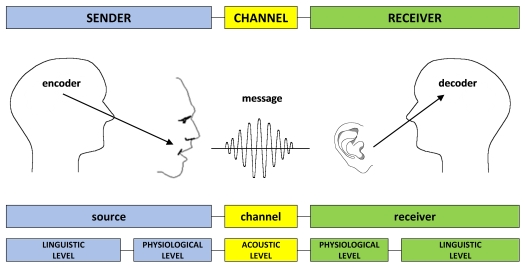 SENDER
CHANNEL
RECEIVER
encoder
message
decoder
source
channel
receiver
LINGUISTIC
LEVEL
PHYSIOLOGICAL
LEVEL
ACOUSTIC
LEVEL
PHYSIOLOGICAL
LEVEL
LINGUISTIC
LEVEL